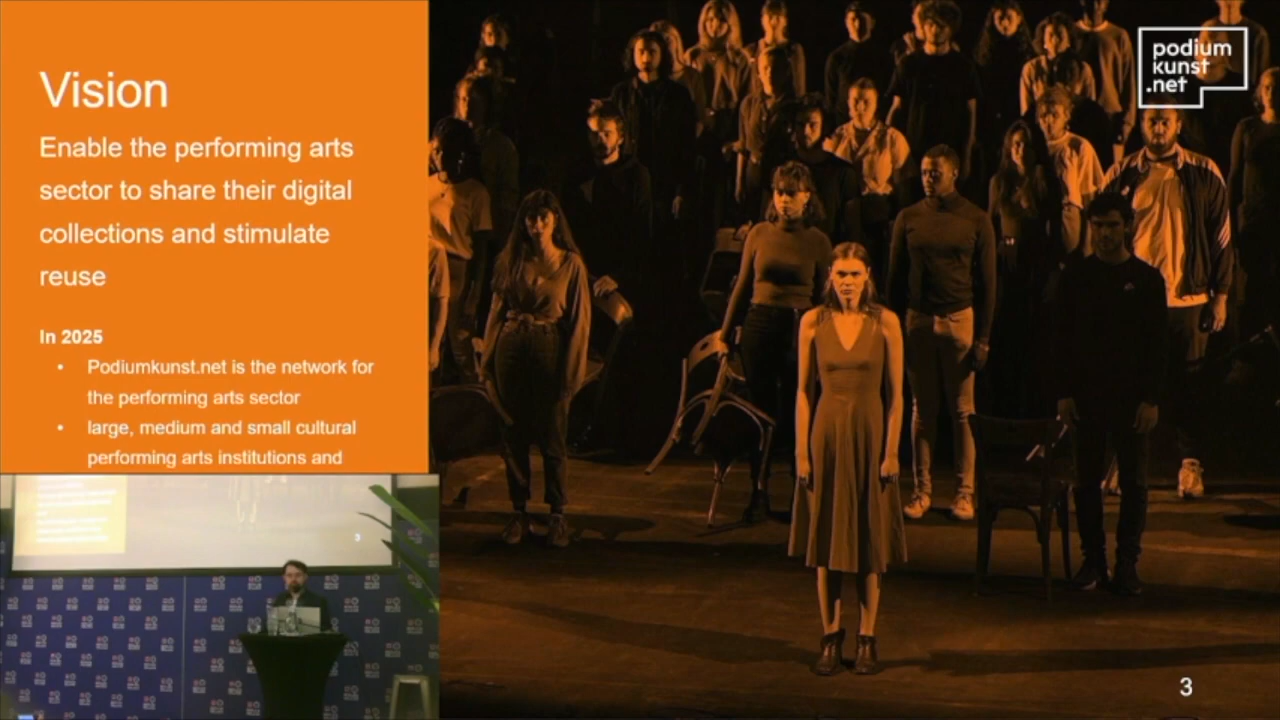 Vision
Enable the performing arts
sector to share their digital
collections and stimulate
reuse
In 2025
• Podiumkunst.net is the network for
the performing arts sector
• large, medium and small cultural
performing arts institutions and
podium
kunst
.net
3
3